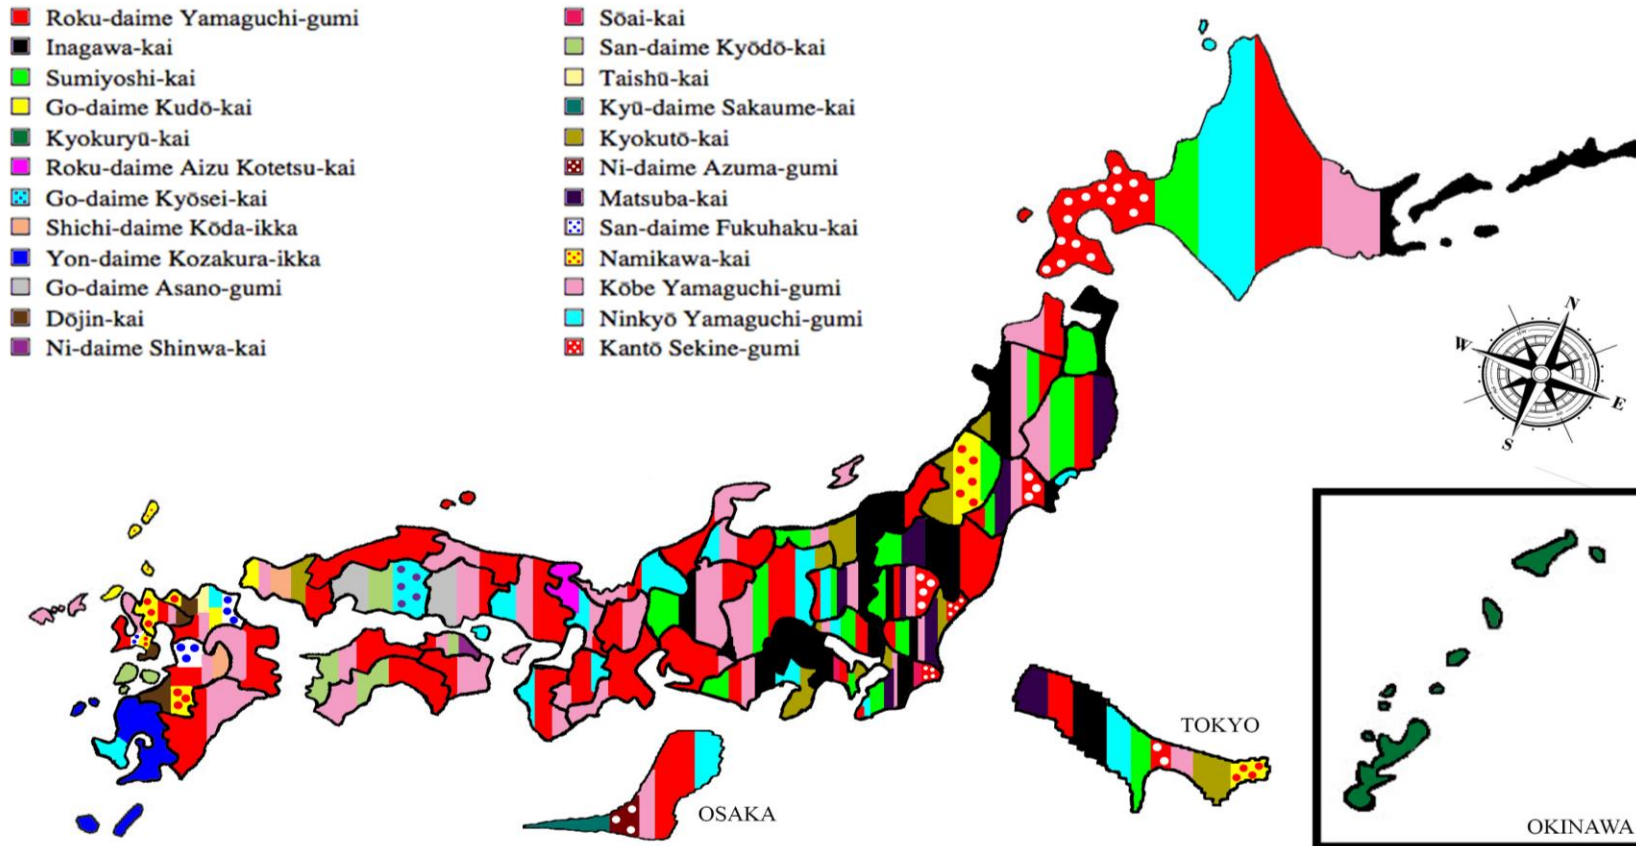 Roku-daime Yamaguchi-gumi
Inagawa-kai
Sumiyoshi-kai
Go-daime Kudō-kai
Kyokuryū-kai
Roku-daime Aizu Kotetsu-kai
Go-daime Kyōsei-kai
Shichi-daime Kōda-ikka
Yon-daime Kozakura-ikka
Go-daime Asano-gumi
Dōjin-kai
Ni-daime Shinwa-kai
Sōai-kai
San-daime Kyōdō-kai
Taishū-kai
Kyū-daime Sakaume-kai
Kyokutō-kai
Ni-daime Azuma-gumi
Matsuba-kai
San-daime Fukuhaku-kai
Namikawa-kai
Kōbe Yamaguchi-gumi
Ninkyō Yamaguchi-gumi
Kantō Sekine-gumi
N
W
E
S
TOKYO
OSAKA
OKINAWA